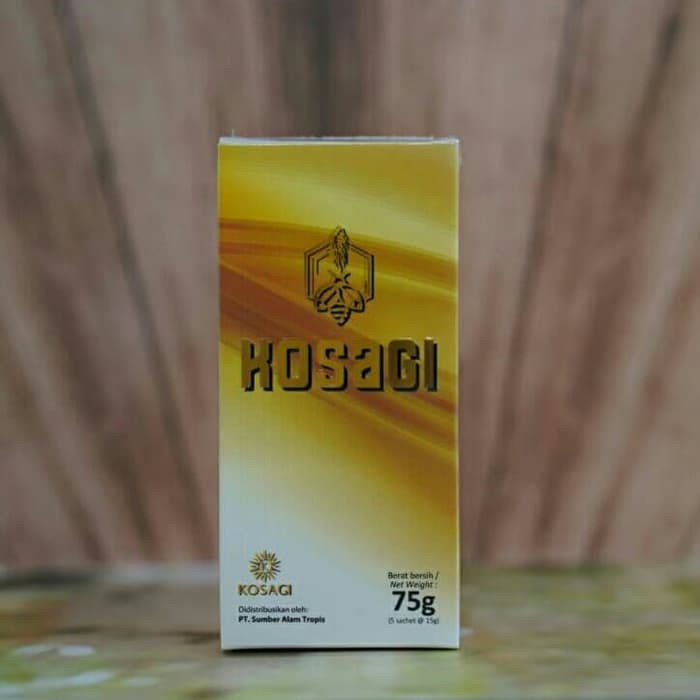 KOSaGI
KOSAGI
Didistribusikan oleh:
PT. Sumber Alam Tropis
Berat bersih /
Net Weight :
75g
(5 sachet @ 15g)